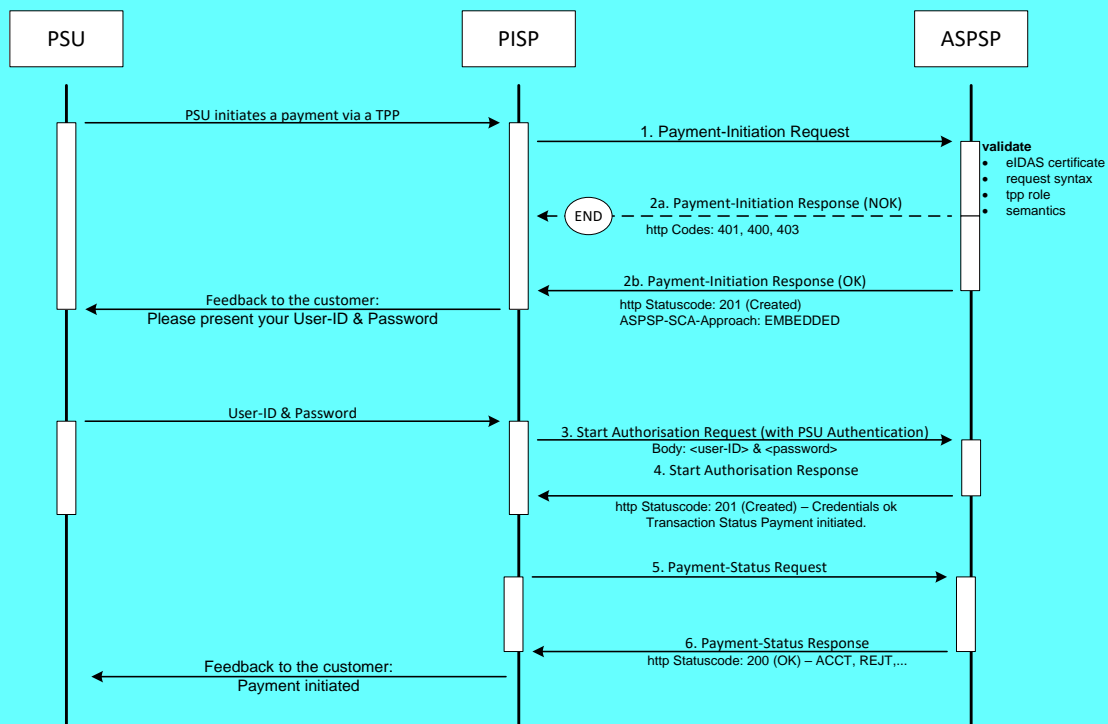 PSU
PISP
ASPSP
PSU initiates a payment via a TPP
1. Payment-Initiation Request
validate
• eIDAS certificate
• request syntax
• tpp role
• semantics
2a. Payment-Initiation Response (NOK)
END
http Codes: 401, 400, 403
2b. Payment-Initiation Response (OK)
http Statuscode: 201 (Created)
ASPSP-SCA-Approach: EMBEDDED
Feedback to the customer:
Please present your User-ID & Password
User-ID & Password
3. Start Authorisation Request (with PSU Authentication)
Body: <user-ID> & <password>
4. Start Authorisation Response
http Statuscode: 201 (Created) – Credentials ok
Transaction Status Payment initiated.
5. Payment-Status Request
6. Payment-Status Response
http Statuscode: 200 (OK) – ACCT, REJT,...
Feedback to the customer:
Payment initiated